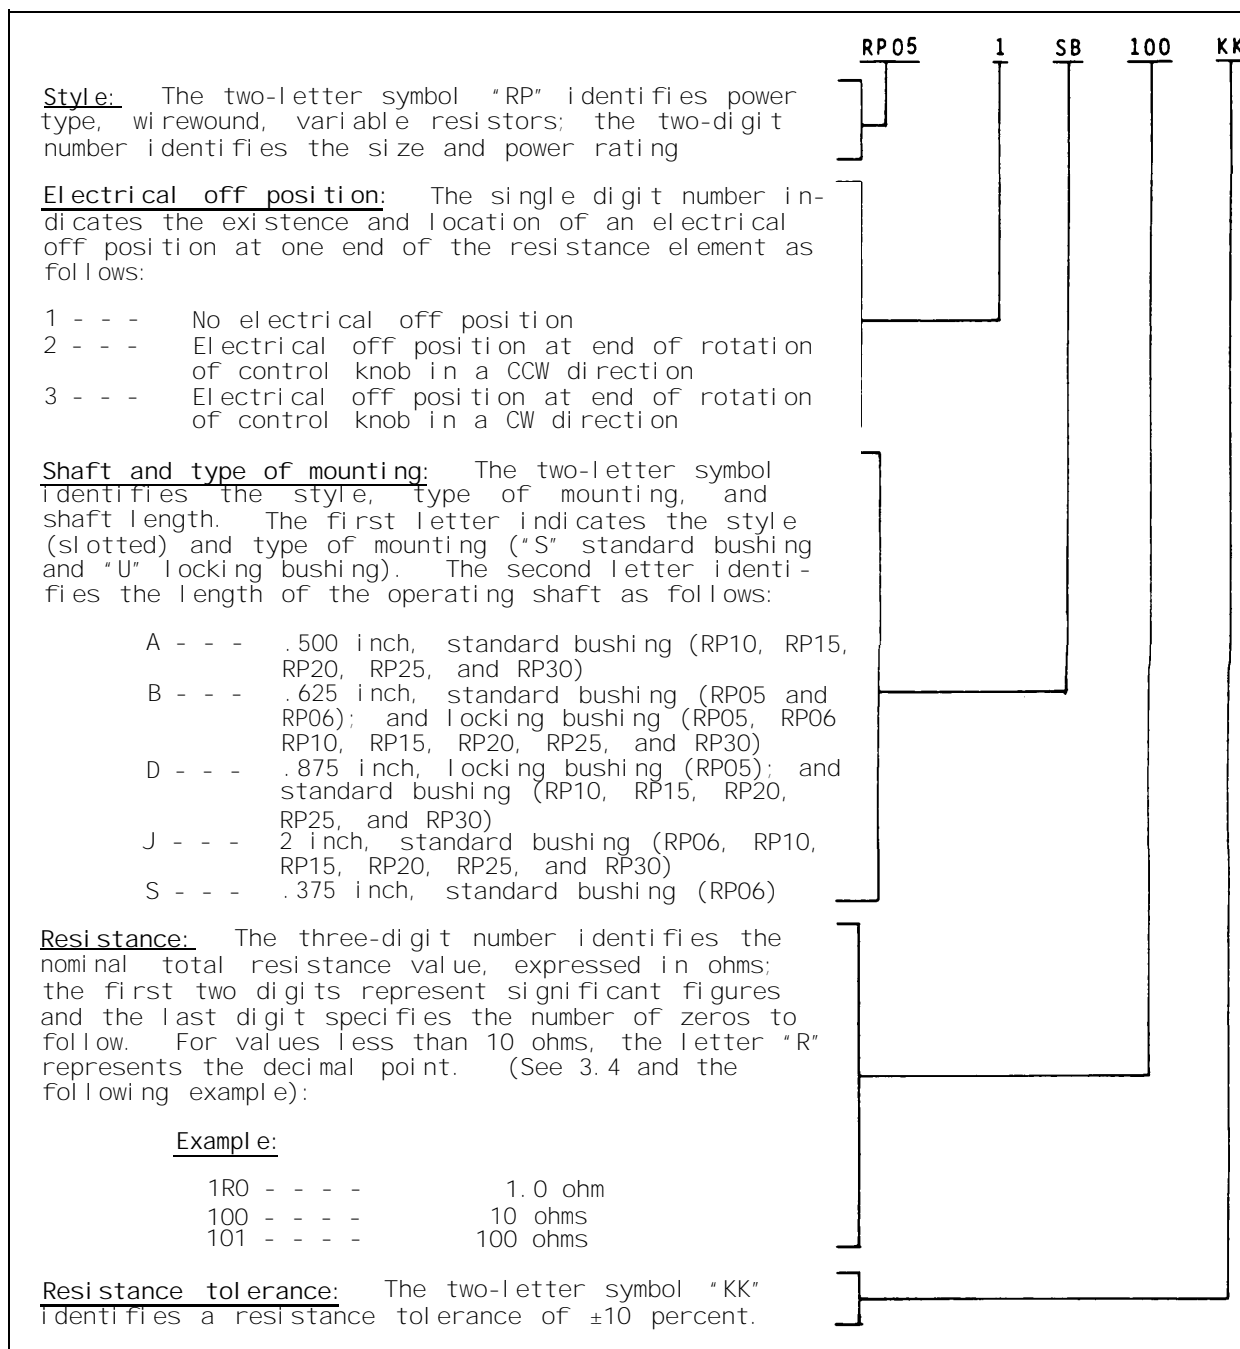 RP05 1 SB 100 KK
Style: The two-letter symbol "RP" identifies power
type, wirewound, variable resistors; the two-digit
number identifies the size and power rating
Electrical off position: The single digit number in-
dicates the existence and location of an electrical
off position at one end of the resistance element as
follows:
1 - - - No electrical off position
2 - - - Electrical off position at end of rotation
of control knob in a CCW direction
3 - - - Electrical off position at end of rotation
of control knob in a CW direction
Shaft and type of mounting: The two-letter symbol
identifies the style, type of mounting, and
shaft length. The first letter indicates the style
(slotted) and type of mounting ("S" standard bushing
and "U" locking bushing). The second letter identi-
fies the length of the operating shaft as follows:
A - - - .500 inch, standard bushing (RP10, RP15,
RP20, RP25, and RP30)
B - - - .625 inch, standard bushing (RP05 and
RP06); and locking bushing (RP05, RP06
RP10, RP15, RP20, RP25, and RP30)
D - - - .875 inch, locking bushing (RP05); and
standard bushing (RP10, RP15, RP20,
RP25, and RP30)
J - - - 2 inch, standard bushing (RP06, RP10,
RP15, RP20, RP25, and RP30)
S - - - .375 inch, standard bushing (RP06)
Resistance: The three-digit number identifies the
nominal total resistance value, expressed in ohms;
the first two digits represent significant figures
and the last digit specifies the number of zeros to
follow. For values less than 10 ohms, the letter "R"
represents the decimal point. (See 3.4 and the
following example):
Example:
1R0 - - - - 1.0 ohm
100 - - - - 10 ohms
101 - - - - 100 ohms
Resistance tolerance: The two-letter symbol "KK"
identifies a resistance tolerance of ±10 percent.